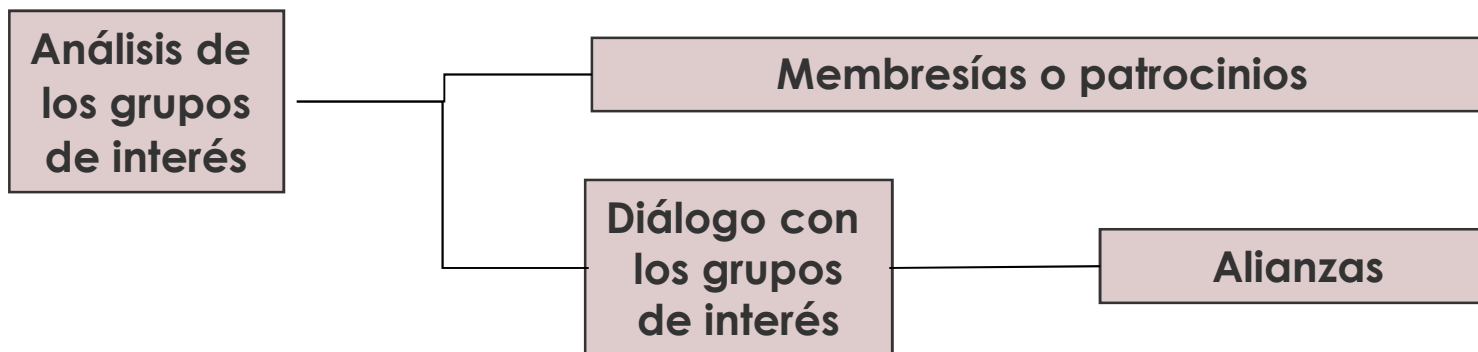 Análisis de
los grupos
de interés
Membresías o patrocinios
Diálogo con
los grupos
de interés
Alianzas